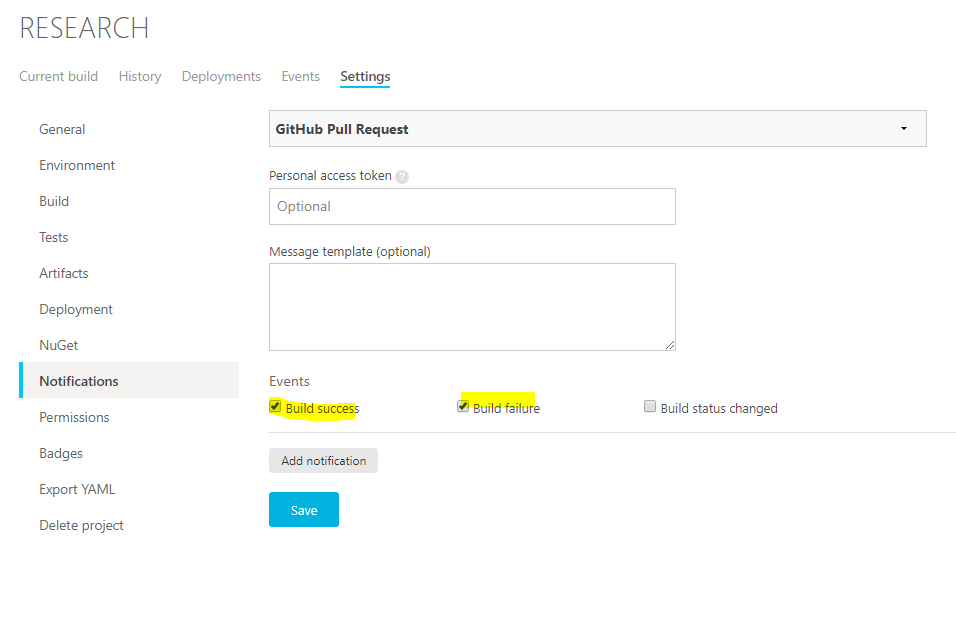 RESEARCH
Current build History Deployments Events Settings
General
Environment
Build
Tests
Artifacts
Deployment
NuGet
Notifications
Permissions
Badges
Export YAML
Delete project
GitHub Pull Request
Personal access token ?
Optional
Message template (optional)
Events
Build success Build failure Build status changed
Add notification
Save